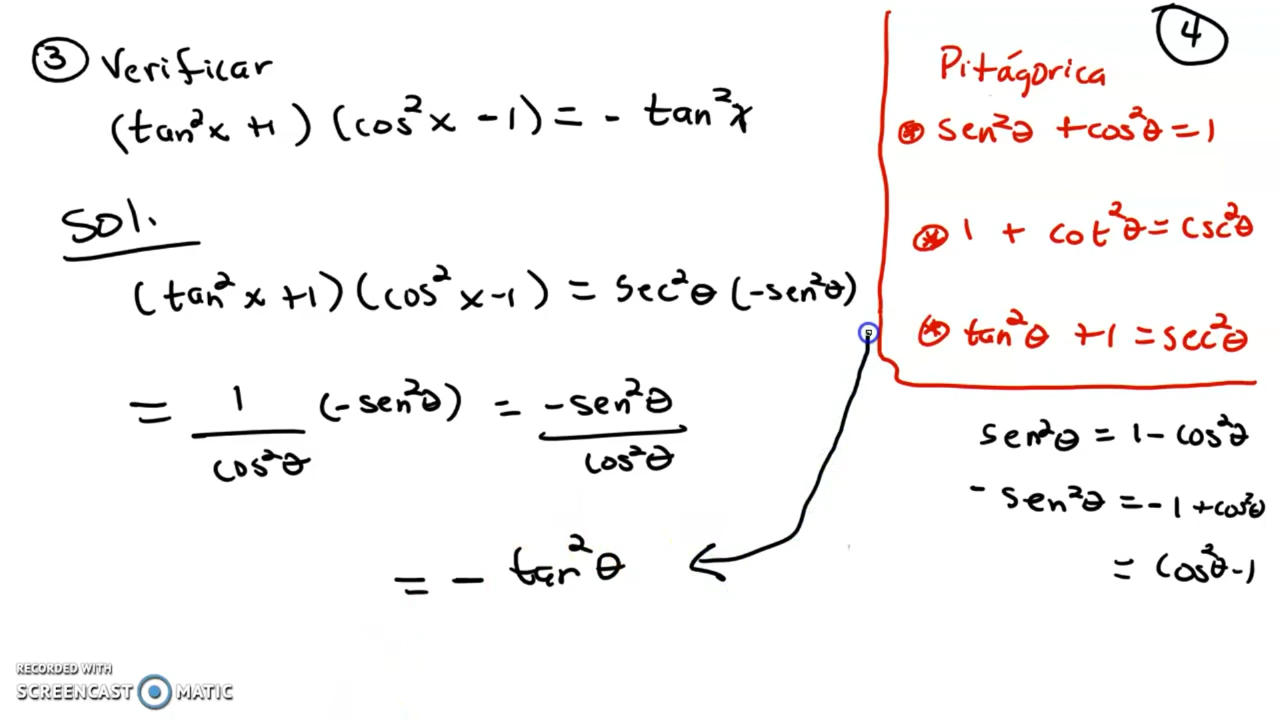 ③ Verificar
(tan²x +1) (cos²x -1) = - tan²x
Sol.
(tan²x +1)(cos²x-1) = sec²θ (-sen²θ)
= 1/cos²θ (-sen²θ) = -sen²θ/cos²θ
= - tan²θ
④
Pitágorica
⊛ sen²θ + cos²θ = 1
⊛ 1 + cot²θ = csc²θ
⊛ tan²θ + 1 = sec²θ
sen²θ = 1 - cos²θ
- sen²θ = - 1 + cos²θ
= cos²θ - 1
RECORDED WITH
SCREENCAST MATIC